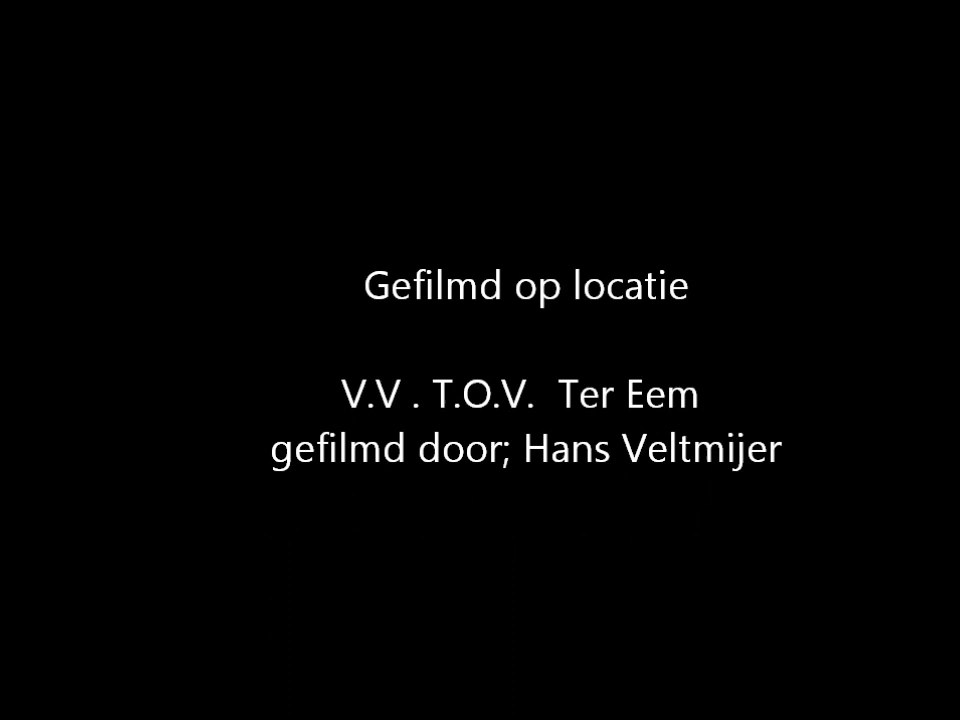 Gefilmd op locatie
V.V . T.O.V.  Ter Eem
gefilmd door; Hans Veltmijer